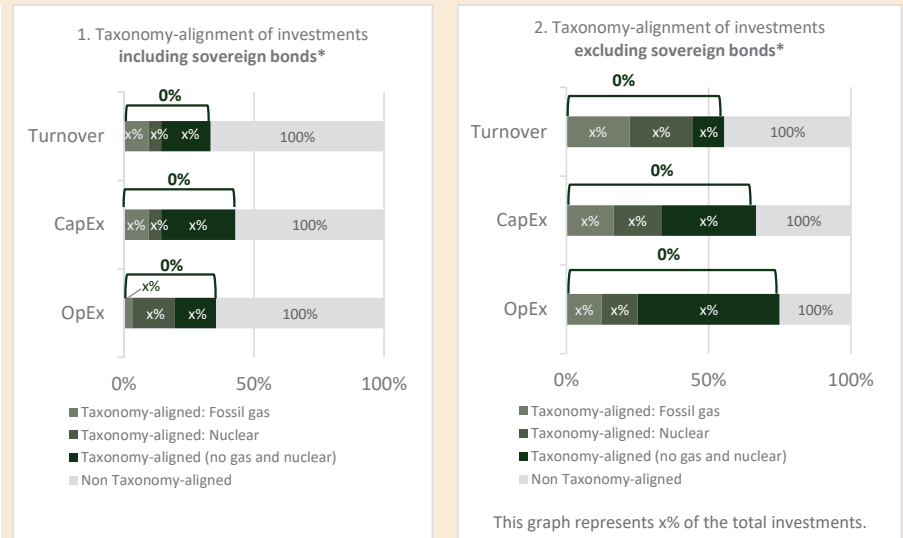 1. Taxonomy-alignment of investments
including sovereign bonds*
0%
Turnover
x%
x%
x%
100%
0%
CapEx
x%
x%
x%
100%
0%
x%
OpEx
x%
x%
100%
0%
50%
100%
Taxonomy-aligned: Fossil gas
Taxonomy-aligned: Nuclear
Taxonomy-aligned (no gas and nuclear)
Non Taxonomy-aligned
2. Taxonomy-alignment of investments
excluding sovereign bonds*
0%
Turnover
x%
x%
x%
100%
0%
CapEx
x%
x%
x%
100%
0%
OpEx
x%
x%
x%
100%
0%
50%
100%
Taxonomy-aligned: Fossil gas
Taxonomy-aligned: Nuclear
Taxonomy-aligned (no gas and nuclear)
Non Taxonomy-aligned
This graph represents x% of the total investments.